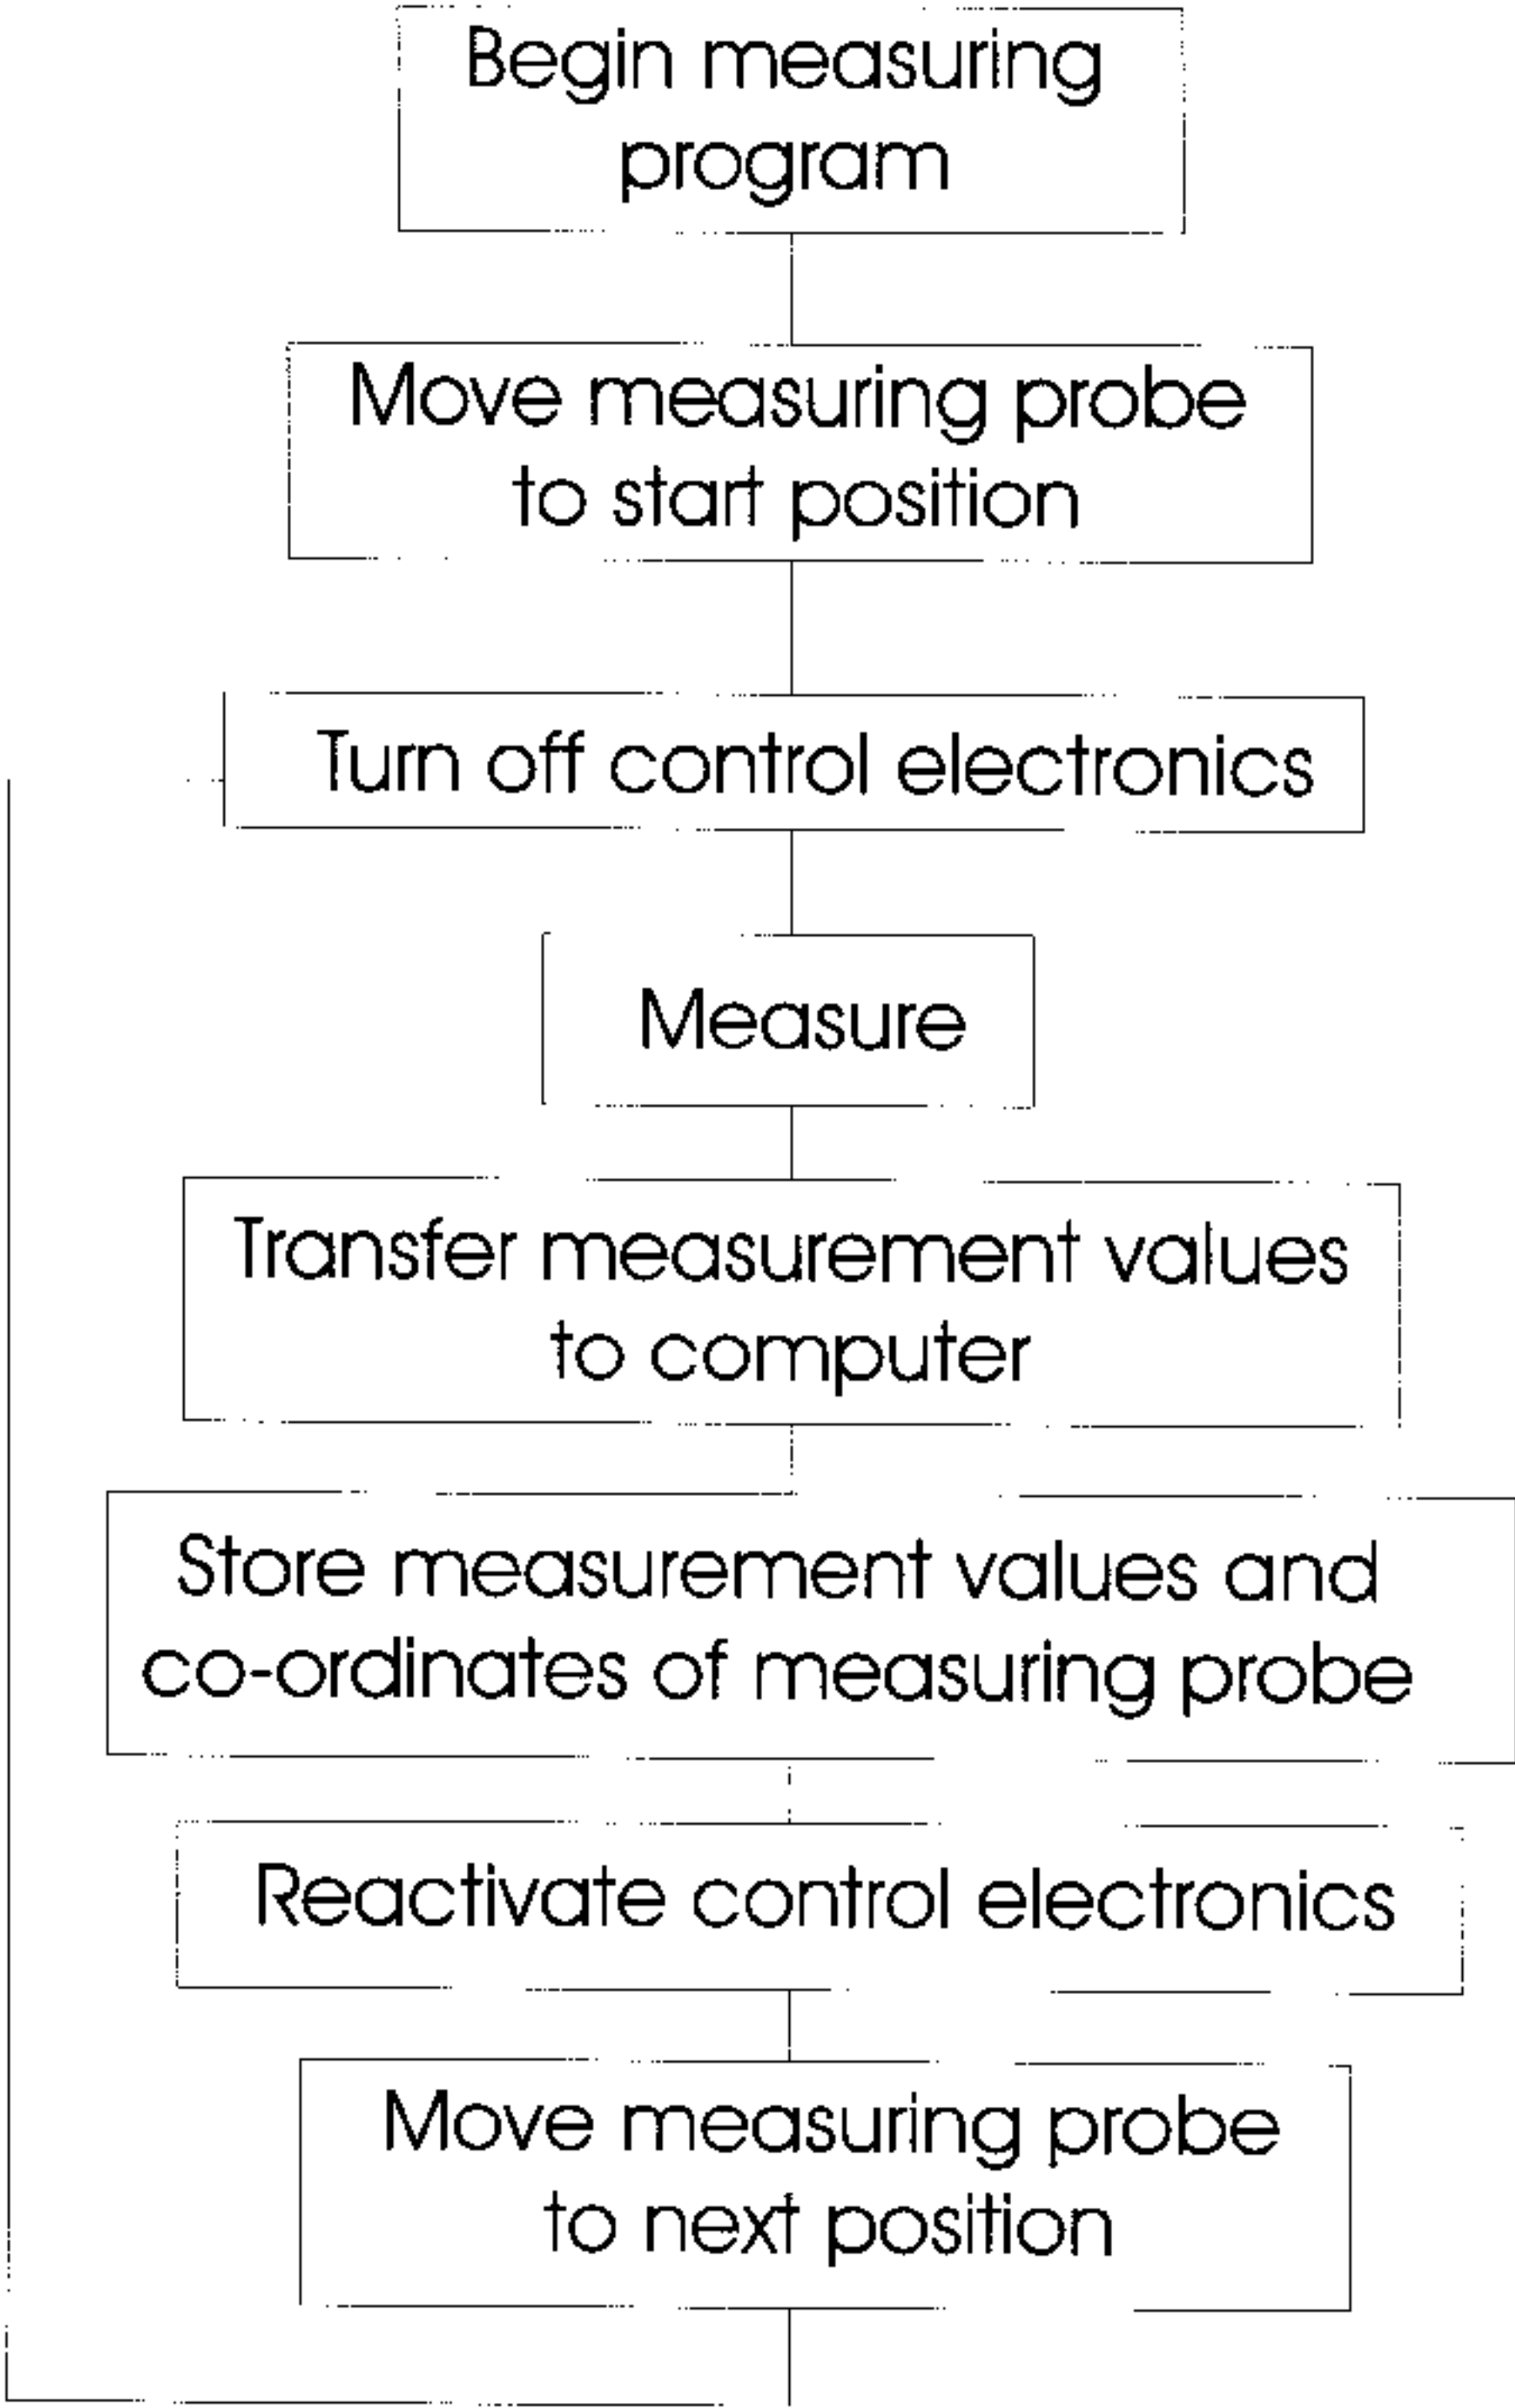 Begin measuring
program
Move measuring probe
to start position
Turn off control electronics
Measure
Transfer measurement values
to computer
Store measurement values and
co-ordinates of measuring probe
Reactivate control electronics
Move measuring probe
to next position